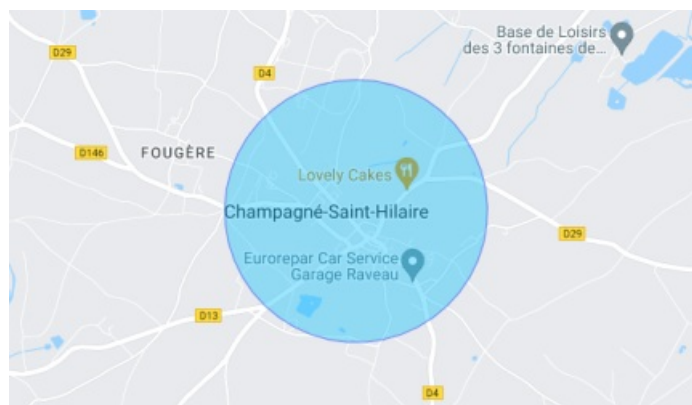 Base de Loisirs
des 3 fontaines de...
D29
D4
D146
FOUGÈRE
Lovely Cakes
Champagné-Saint-Hilaire
D29
Eurorepar Car Service
Garage Raveau
D13
D4